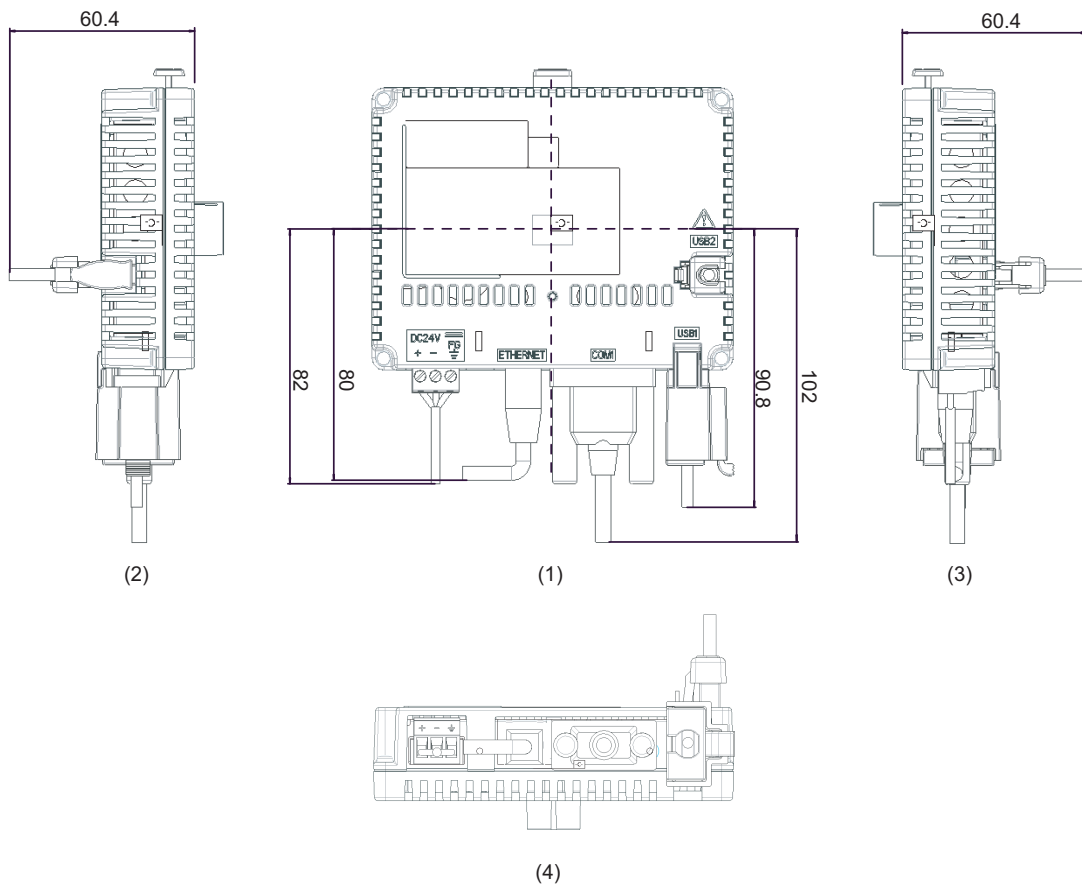 60.4
60.4
USB2
DC24V
FG
+ −
ETHERNET
COM1
USB1
82
80
90.8
102
(2)
(1)
(3)
+ −
(4)